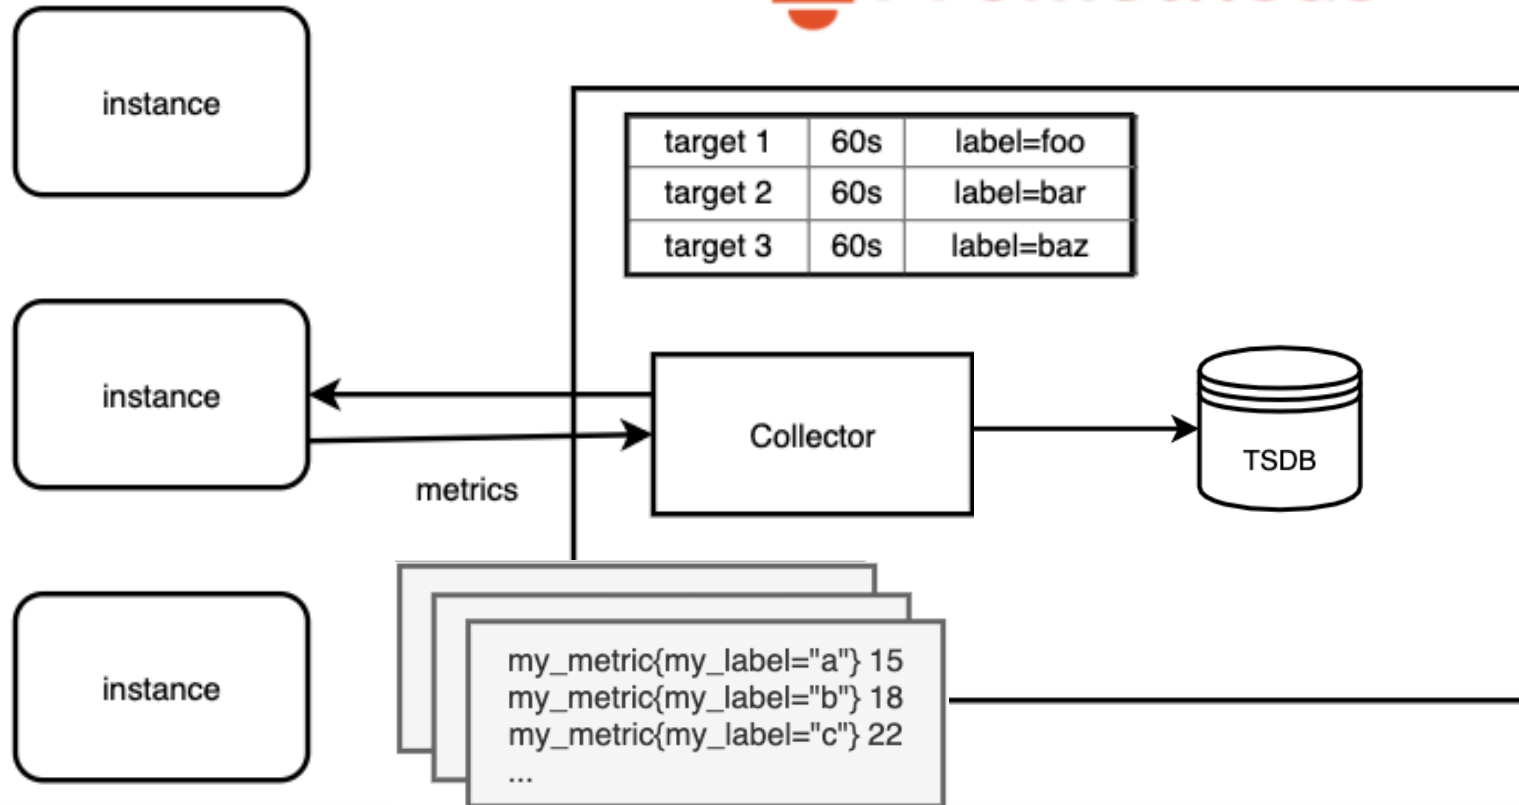 instance
target 1 60s label=foo
target 2 60s label=bar
target 3 60s label=baz
instance
Collector
TSDB
metrics
instance
my_metric{my_label="a"} 15
my_metric{my_label="b"} 18
my_metric{my_label="c"} 22
...